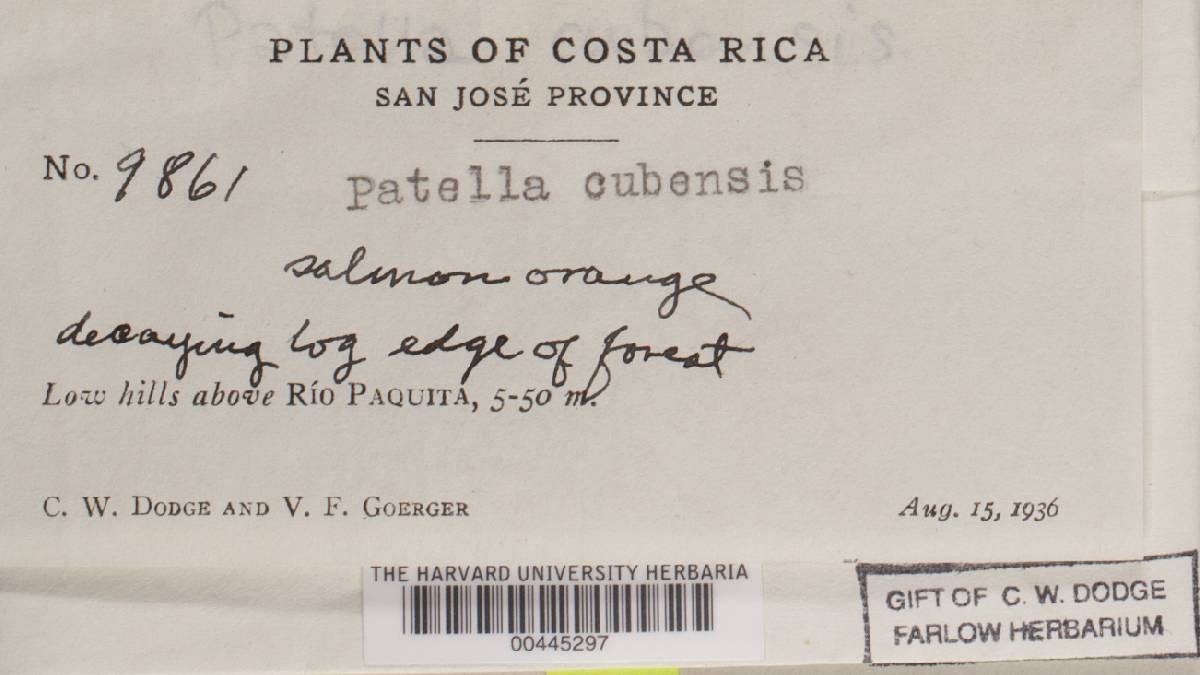 PLANTS OF COSTA RICA
SAN JOSÉ PROVINCE
No. 9861 Patella cubensis
salmon orange
decaying log edge of forest
Low hills above Río Paquita, 5-50 m.
C. W. Dodge and V. F. Goerger Aug. 15, 1936
THE HARVARD UNIVERSITY HERBARIA
00445297
GIFT OF C. W. DODGE
FARLOW HERBARIUM